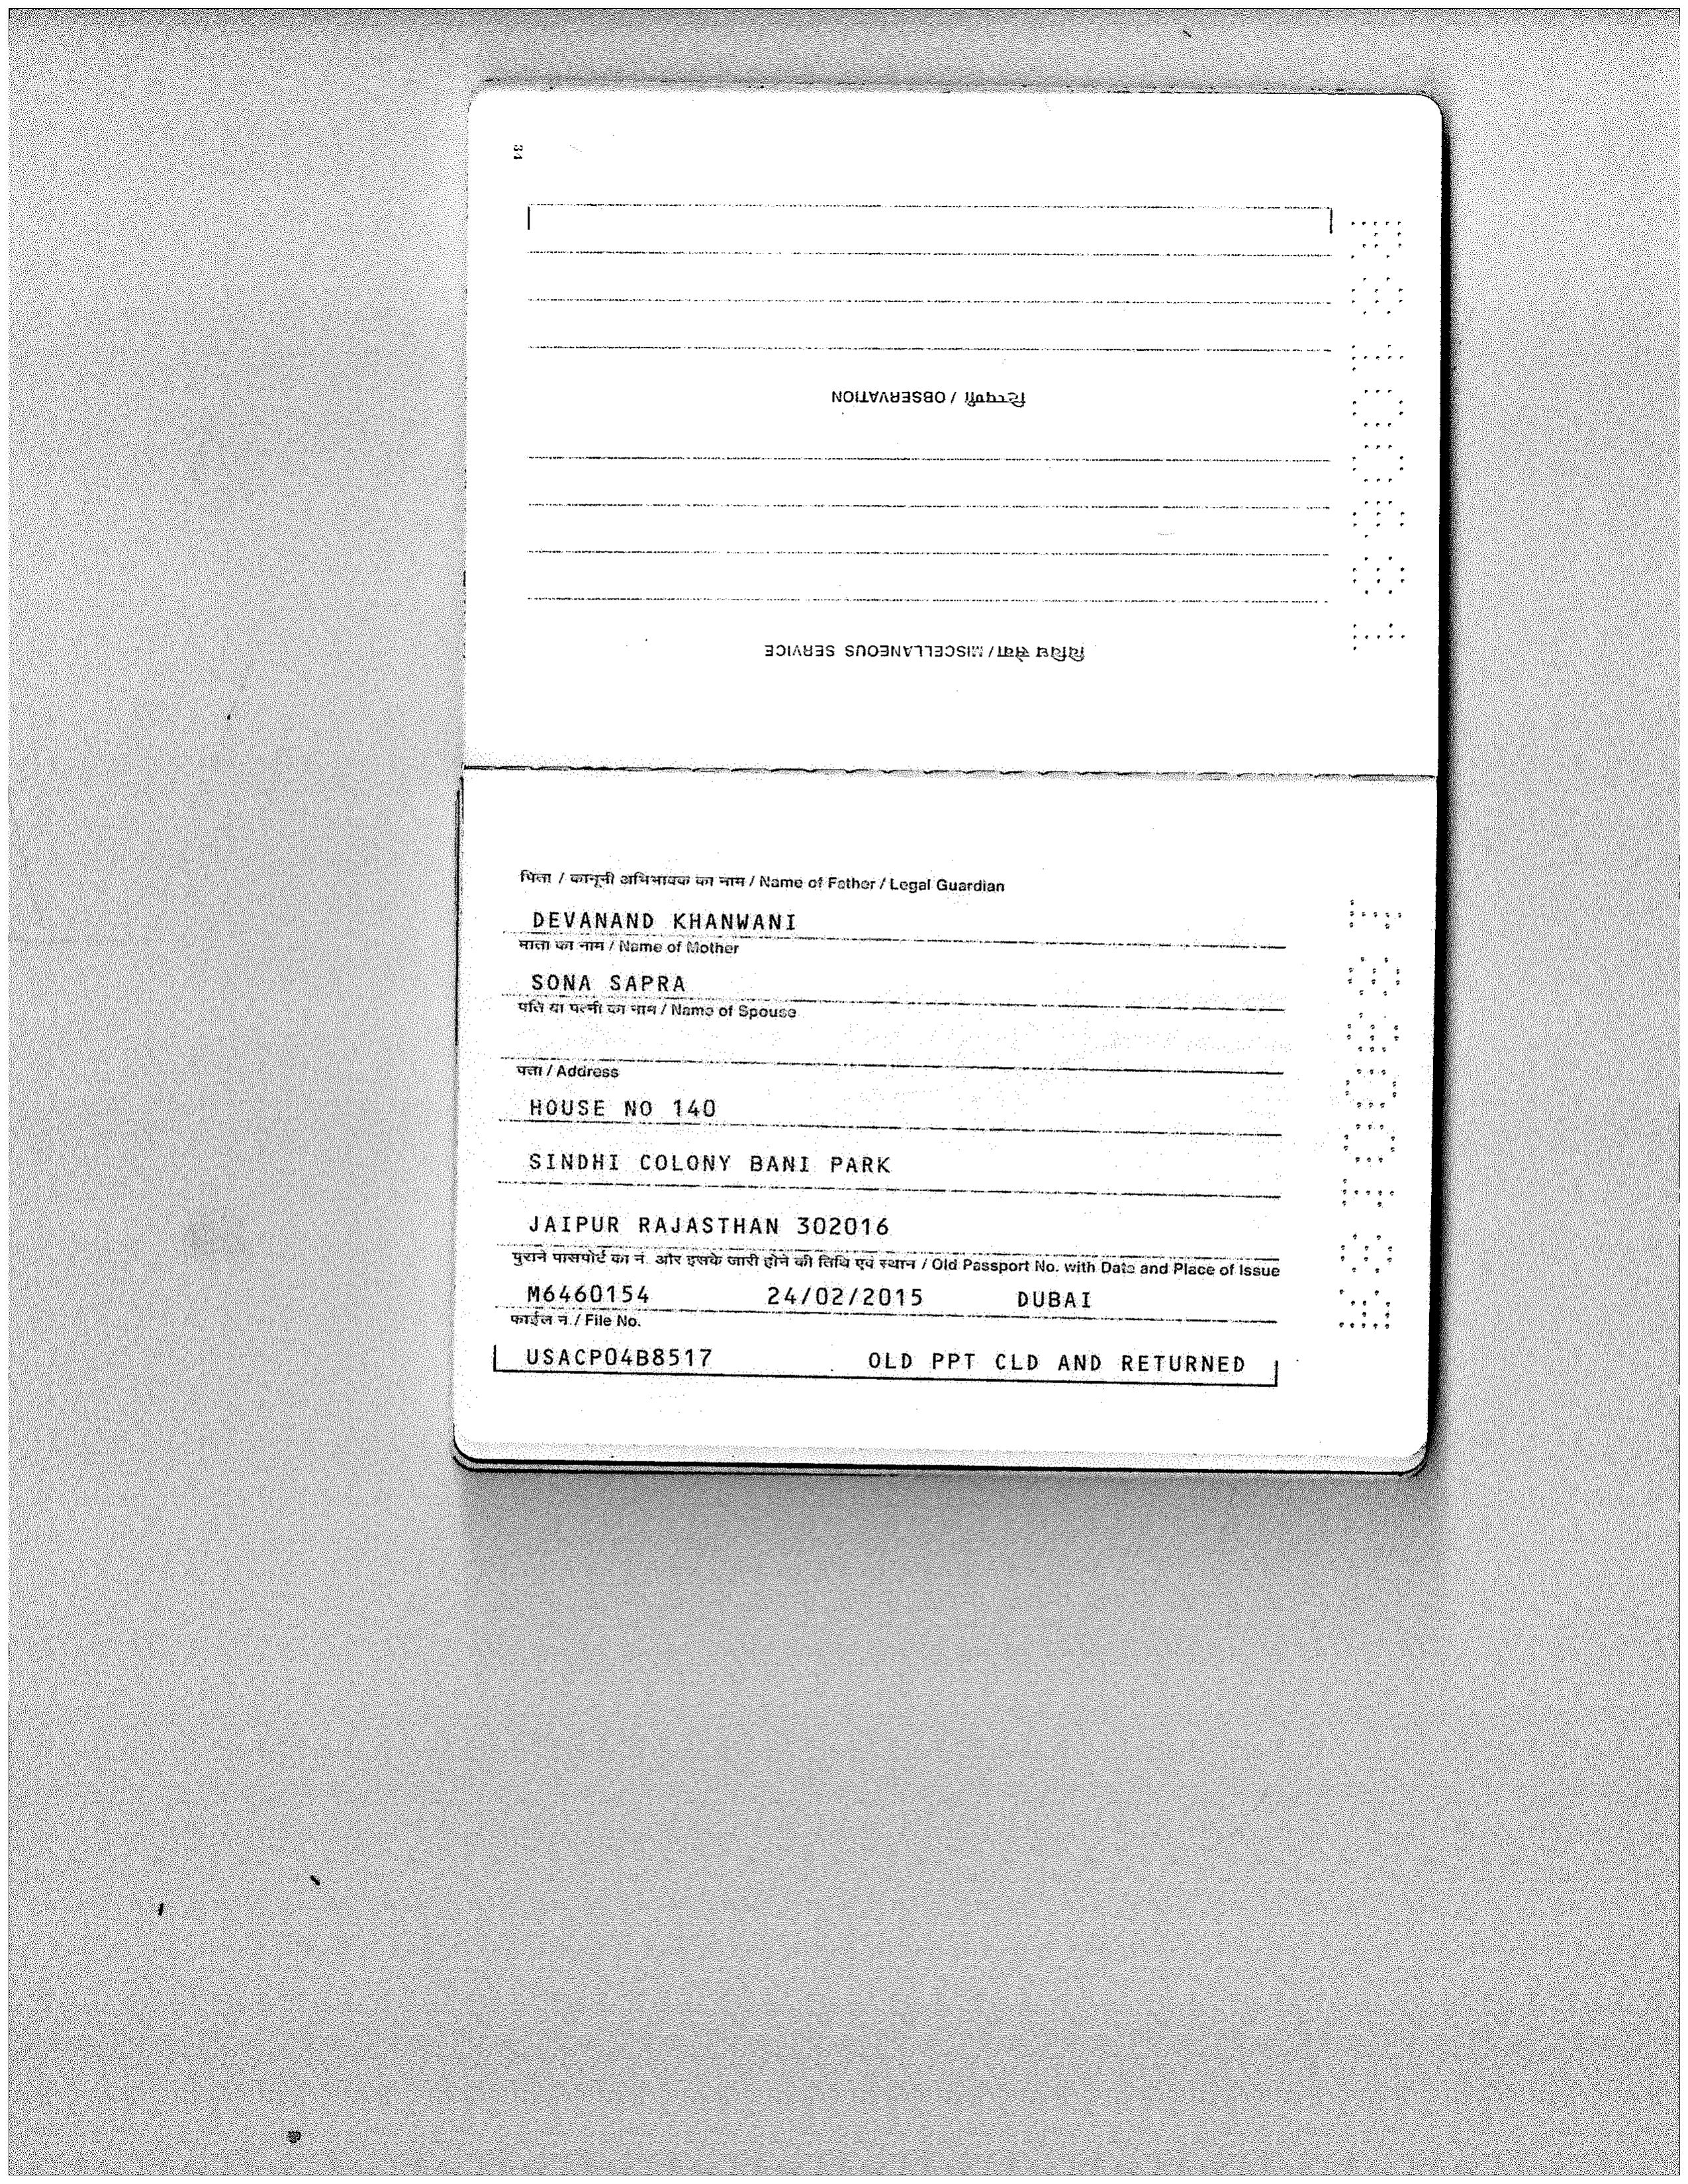 34
विविध सेवा / MISCELLANEOUS SERVICE
टिप्पणी / OBSERVATION
पिता / कानूनी अभिभावक का नाम / Name of Father / Legal Guardian
DEVANAND KHANWANI
माता का नाम / Name of Mother
SONA SAPRA
पति या पत्नी का नाम / Name of Spouse
पता / Address
HOUSE NO 140
SINDHI COLONY BANI PARK
JAIPUR RAJASTHAN 302016
पुराने पासपोर्ट का नं. और इसके जारी होने की तिथि एवं स्थान / Old Passport No. with Date and Place of Issue
M6460154 24/02/2015 DUBAI
फाईल नं. / File No.
USACP04B8517 OLD PPT CLD AND RETURNED